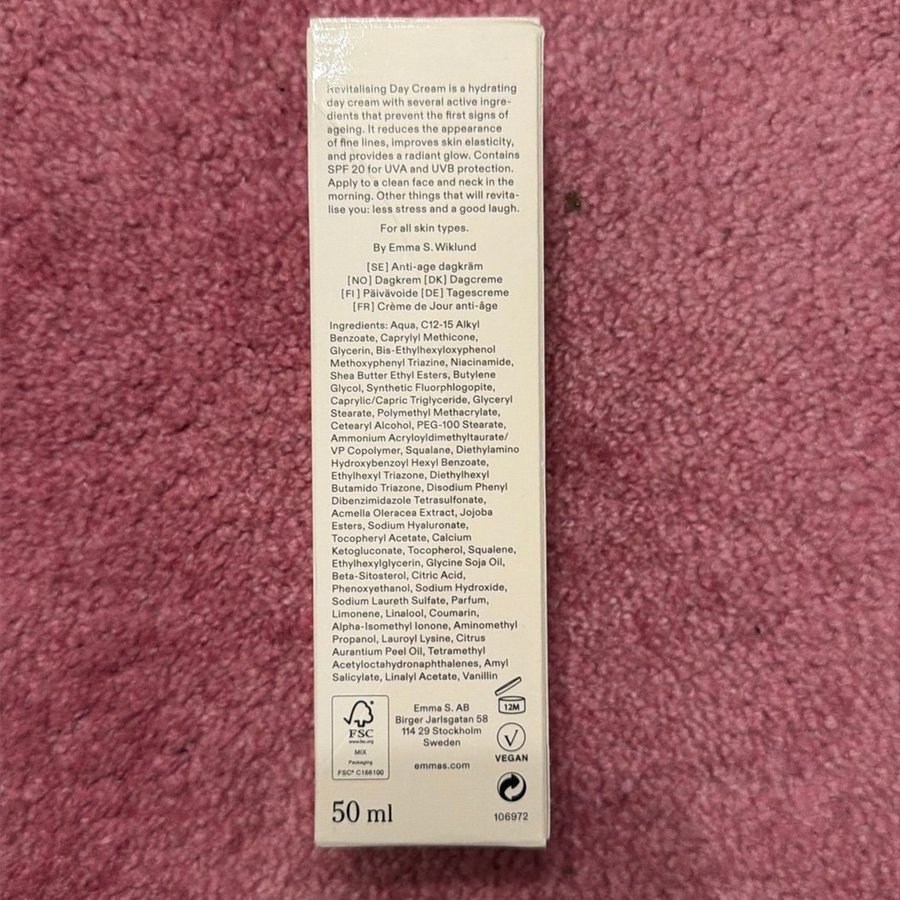 Revitalising Day Cream is a hydrating
day cream with several active ingre-
dients that prevent the first signs of
ageing. It reduces the appearance
of fine lines, improves skin elasticity,
and provides a radiant glow. Contains
SPF 20 for UVA and UVB protection.
Apply to a clean face and neck in the
morning. Other things that will revita-
lise you: less stress and a good laugh.
For all skin types.
By Emma S. Wiklund
[SE] Anti-age dagkräm
[NO] Dagkrem [DK] Dagcreme
[FI] Päivävoide [DE] Tagescreme
[FR] Crème de Jour anti-âge
Ingredients: Aqua, C12-15 Alkyl
Benzoate, Caprylyl Methicone,
Glycerin, Bis-Ethylhexyloxyphenol
Methoxyphenyl Triazine, Niacinamide,
Shea Butter Ethyl Esters, Butylene
Glycol, Synthetic Fluorphlogopite,
Caprylic/Capric Triglyceride, Glyceryl
Stearate, Polymethyl Methacrylate,
Cetearyl Alcohol, PEG-100 Stearate,
Ammonium Acryloyldimethyltaurate/
VP Copolymer, Squalane, Diethylamino
Hydroxybenzoyl Hexyl Benzoate,
Ethylhexyl Triazone, Diethylhexyl
Butamido Triazone, Disodium Phenyl
Dibenzimidazole Tetrasulfonate,
Acmella Oleracea Extract, Jojoba
Esters, Sodium Hyaluronate,
Tocopheryl Acetate, Calcium
Ketogluconate, Tocopherol, Squalene,
Ethylhexylglycerin, Glycine Soja Oil,
Beta-Sitosterol, Citric Acid,
Phenoxyethanol, Sodium Hydroxide,
Sodium Laureth Sulfate, Parfum,
Limonene, Linalool, Coumarin,
Alpha-Isomethyl Ionone, Aminomethyl
Propanol, Lauroyl Lysine, Citrus
Aurantium Peel Oil, Tetramethyl
Acetyloctahydronaphthalenes, Amyl
Salicylate, Linalyl Acetate, Vanillin
FSC
www.fsc.org
MIX
Packaging
FSC® C166100
Emma S. AB
Birger Jarlsgatan 58
114 29 Stockholm
Sweden
emmas.com
12M
V
VEGAN
106972
50 ml